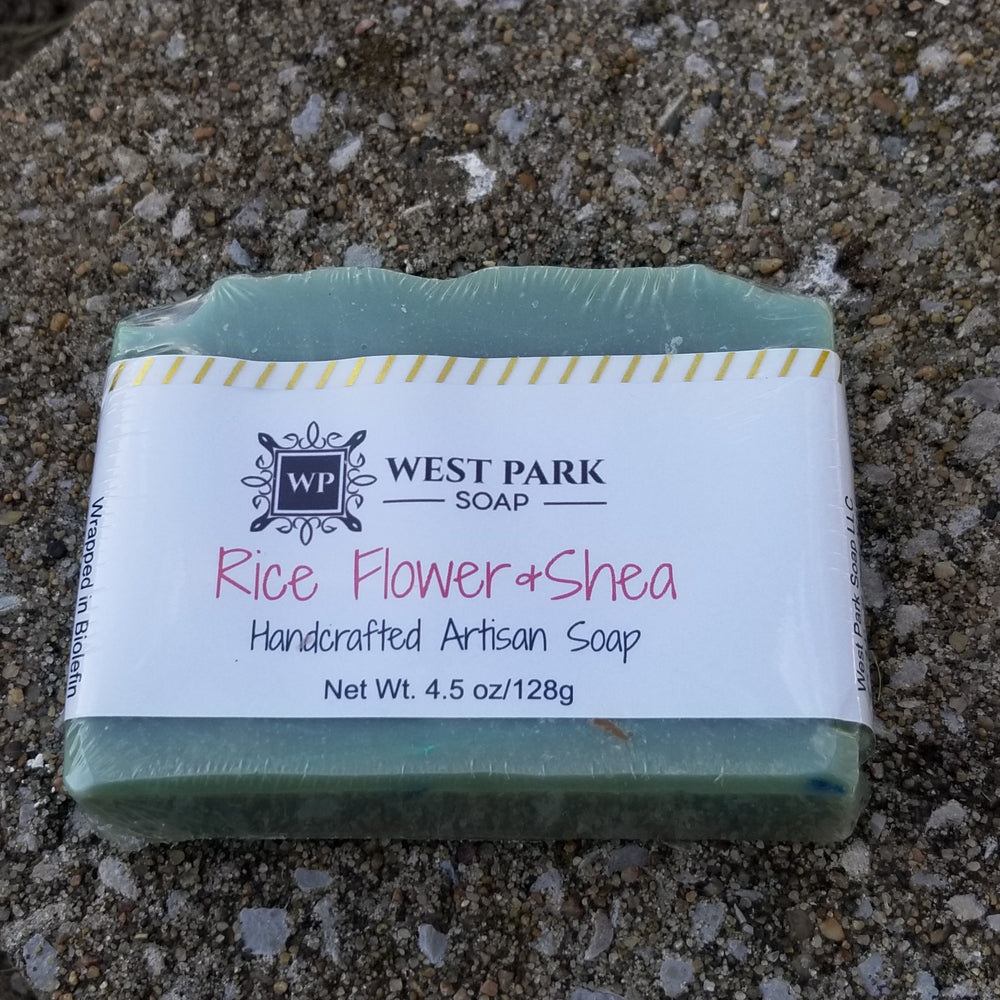 WP
WEST PARK
SOAP
Rice Flower & Shea
Handcrafted Artisan Soap
Net Wt. 4.5 oz/128g
Wrapped in Biolefin
West Park Soap LLC